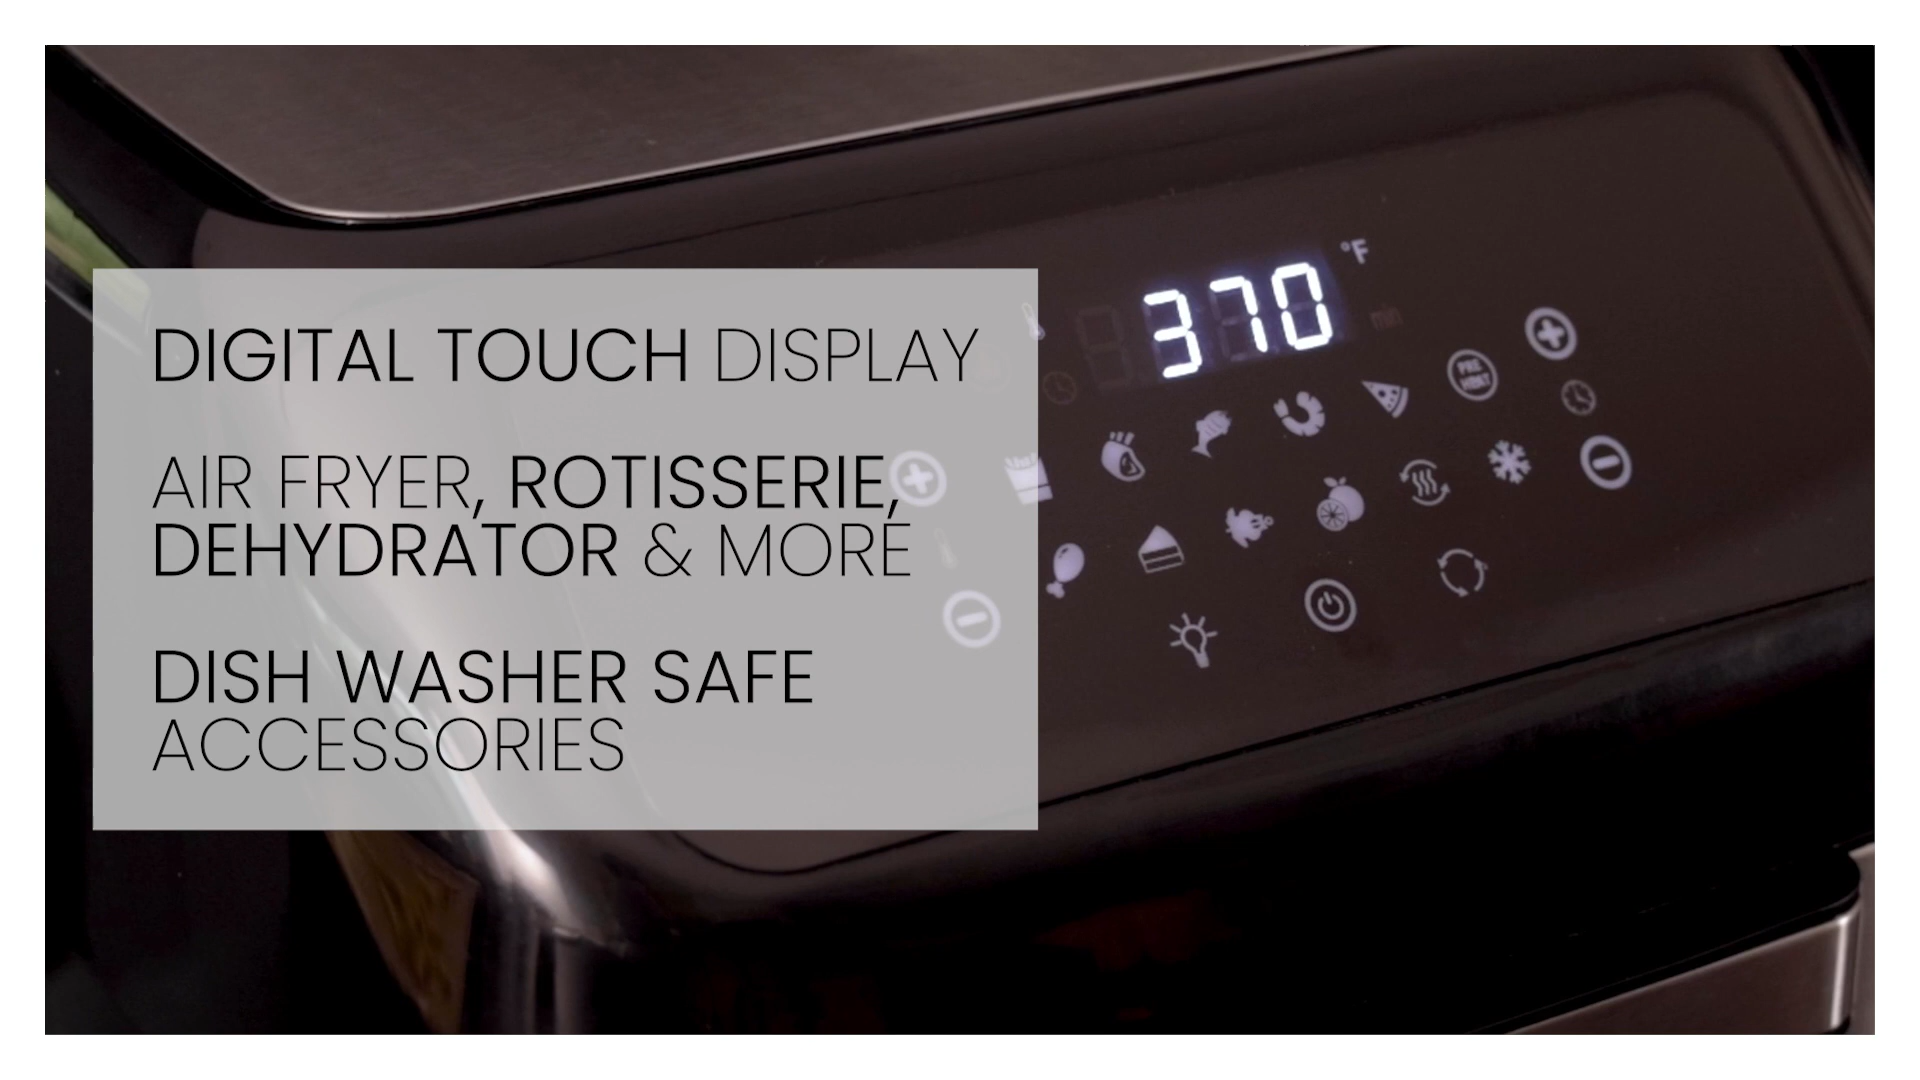 DIGITAL TOUCH DISPLAY
AIR FRYER, ROTISSERIE,
DEHYDRATOR & MORE
DISH WASHER SAFE
ACCESSORIES
370 °F
min
PRE
HEAT